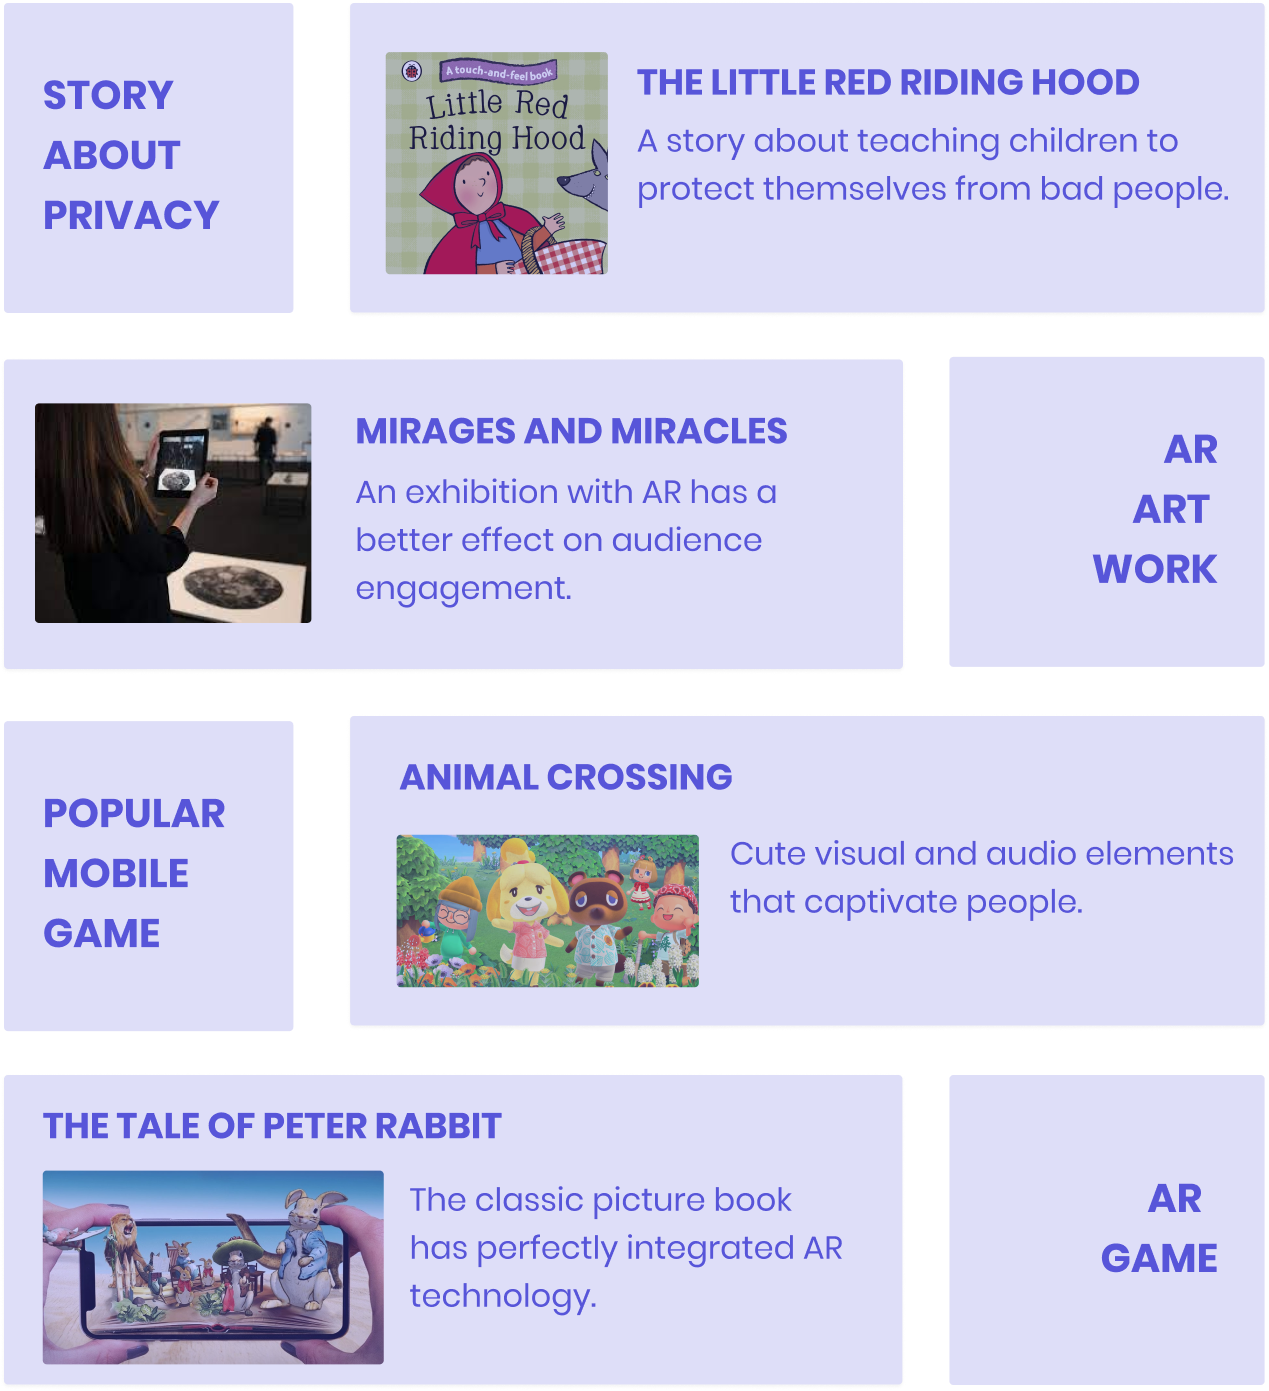 STORY
ABOUT
PRIVACY
A touch-and-feel book
Little Red
Riding Hood
THE LITTLE RED RIDING HOOD
A story about teaching children to
protect themselves from bad people.
MIRAGES AND MIRACLES
An exhibition with AR has a
better effect on audience
engagement.
AR
ART
WORK
POPULAR
MOBILE
GAME
ANIMAL CROSSING
Cute visual and audio elements
that captivate people.
THE TALE OF PETER RABBIT
The classic picture book
has perfectly integrated AR
technology.
AR
GAME